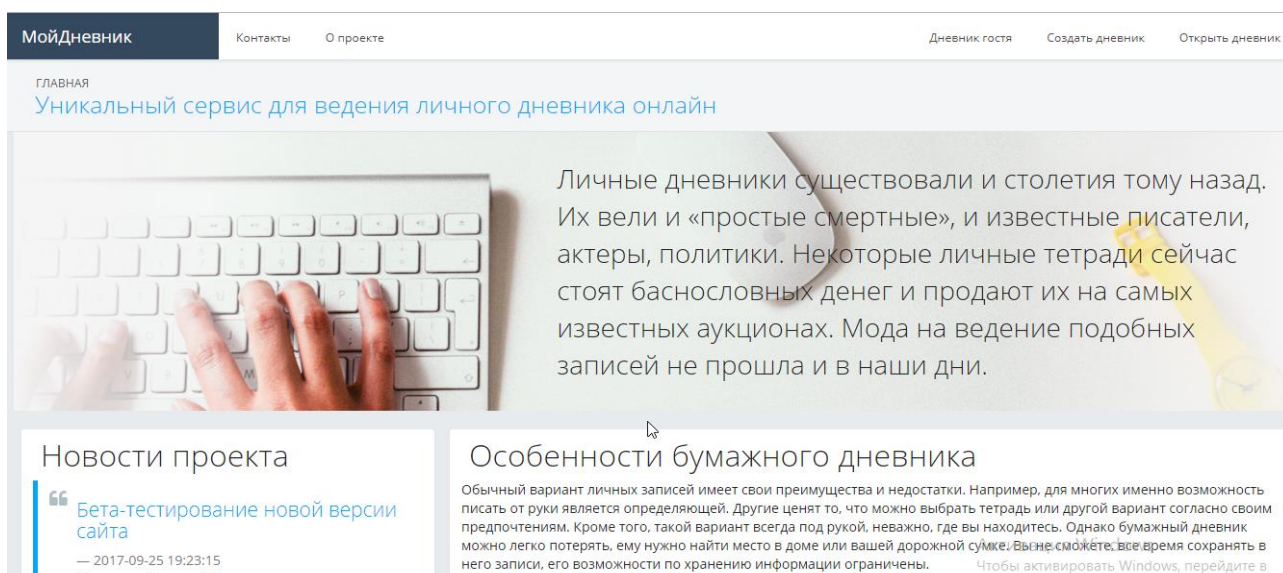 МойДневник Контакты О проекте Дневник гостя Создать дневник Открыть дневник
ГЛАВНАЯ
Уникальный сервис для ведения личного дневника онлайн
Личные дневники существовали и столетия тому назад.
Их вели и «простые смертные», и известные писатели,
актеры, политики. Некоторые личные тетради сейчас
стоят баснословных денег и продают их на самых
известных аукционах. Мода на ведение подобных
записей не прошла и в наши дни.
Новости проекта
Бета-тестирование новой версии
сайта
— 2017-09-25 19:23:15
Особенности бумажного дневника
Обычный вариант личных записей имеет свои преимущества и недостатки. Например, для многих именно возможность
писать от руки является определяющей. Другие ценят то, что можно выбрать тетрадь или другой вариант согласно своим
предпочтениям. Кроме того, такой вариант всегда под рукой, неважно, где вы находитесь. Однако бумажный дневник
можно легко потерять, ему нужно найти место в доме или вашей дорожной сумке. Вы не сможете все время сохранять в
него записи, его возможности по хранению информации ограничены.
Активация Windows
Чтобы активировать Windows, перейдите в